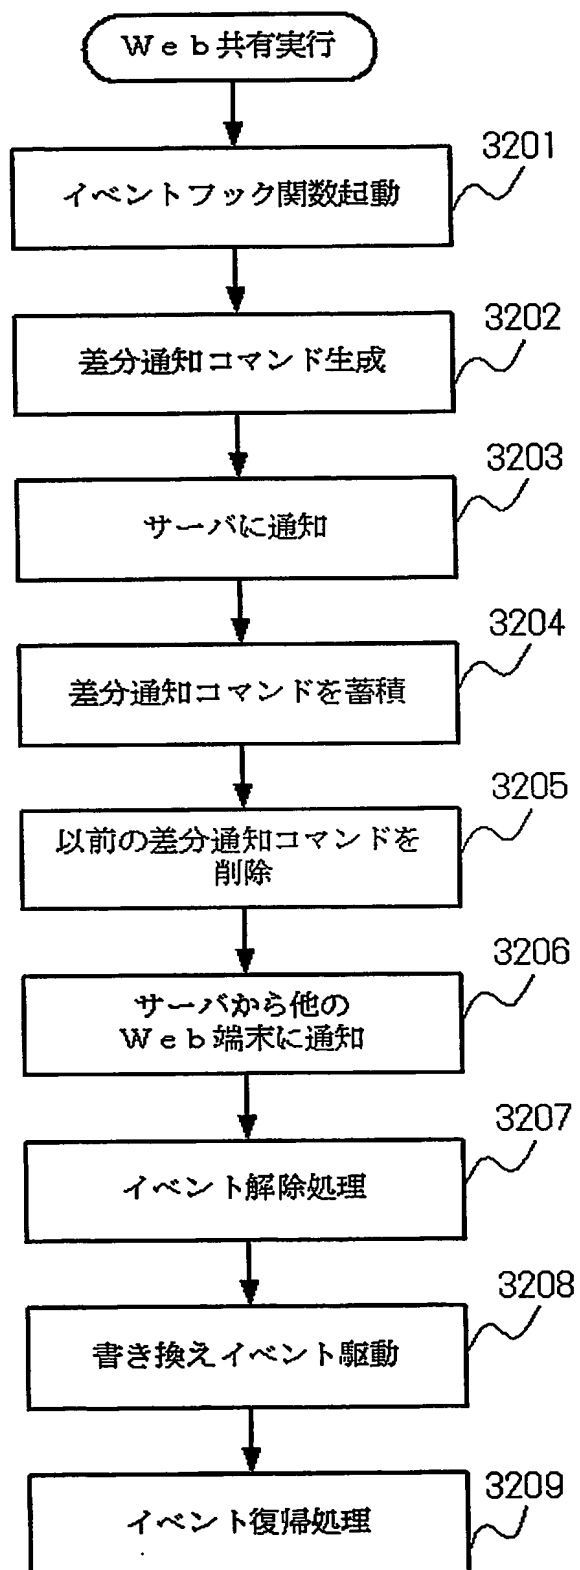 Ｗｅｂ共有実行
3201
イベントフック関数起動
3202
差分通知コマンド生成
3203
サーバに通知
3204
差分通知コマンドを蓄積
3205
以前の差分通知コマンドを
削除
3206
サーバから他の
Ｗｅｂ端末に通知
3207
イベント解除処理
3208
書き換えイベント駆動
3209
イベント復帰処理